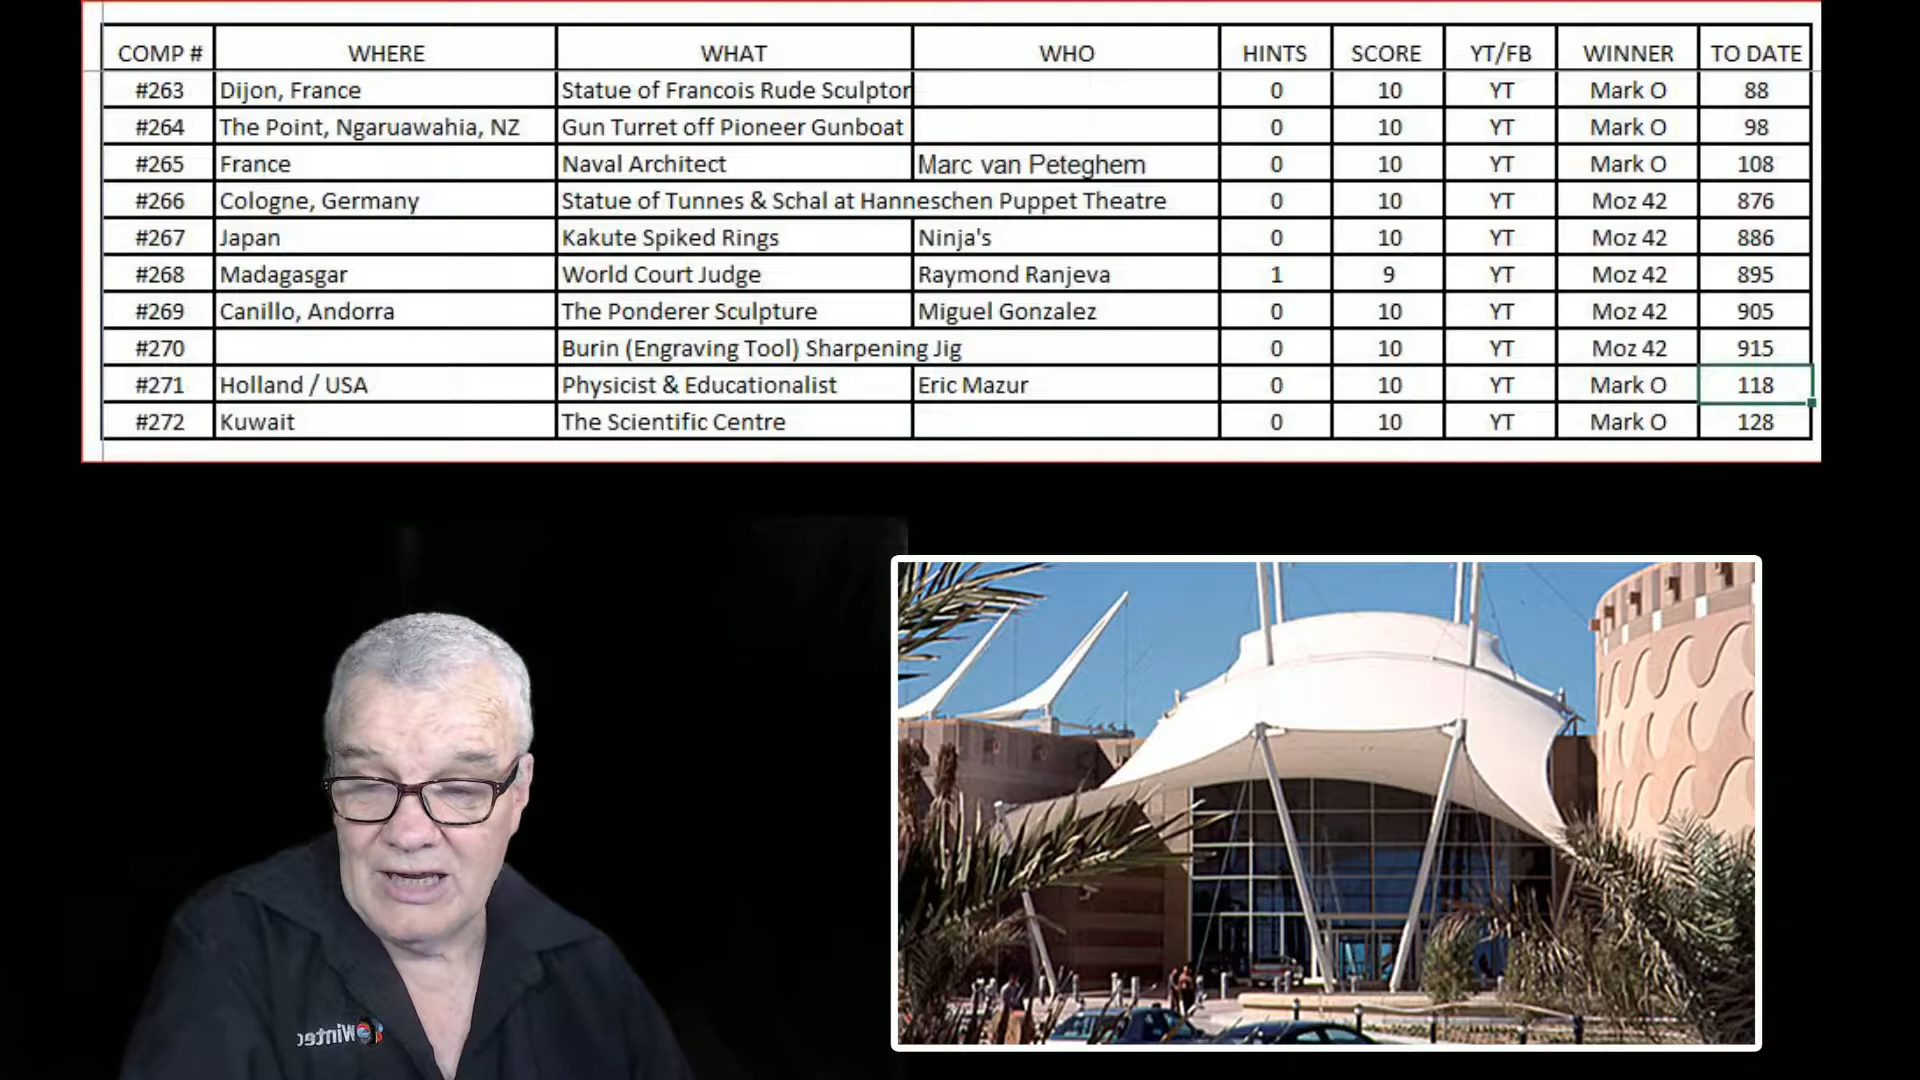 COMP # WHERE WHAT WHO HINTS SCORE YT/FB WINNER TO DATE
#263 Dijon, France Statue of Francois Rude Sculptor 0 10 YT Mark O 88
#264 The Point, Ngaruawahia, NZ Gun Turret off Pioneer Gunboat 0 10 YT Mark O 98
#265 France Naval Architect Marc van Peteghem 0 10 YT Mark O 108
#266 Cologne, Germany Statue of Tunnes & Schal at Hanneschen Puppet Theatre 0 10 YT Moz 42 876
#267 Japan Kakute Spiked Rings Ninja's 0 10 YT Moz 42 886
#268 Madagasgar World Court Judge Raymond Ranjeva 1 9 YT Moz 42 895
#269 Canillo, Andorra The Ponderer Sculpture Miguel Gonzalez 0 10 YT Moz 42 905
#270 Burin (Engraving Tool) Sharpening Jig 0 10 YT Moz 42 915
#271 Holland / USA Physicist & Educationalist Eric Mazur 0 10 YT Mark O 118
#272 Kuwait The Scientific Centre 0 10 YT Mark O 128
Wintec